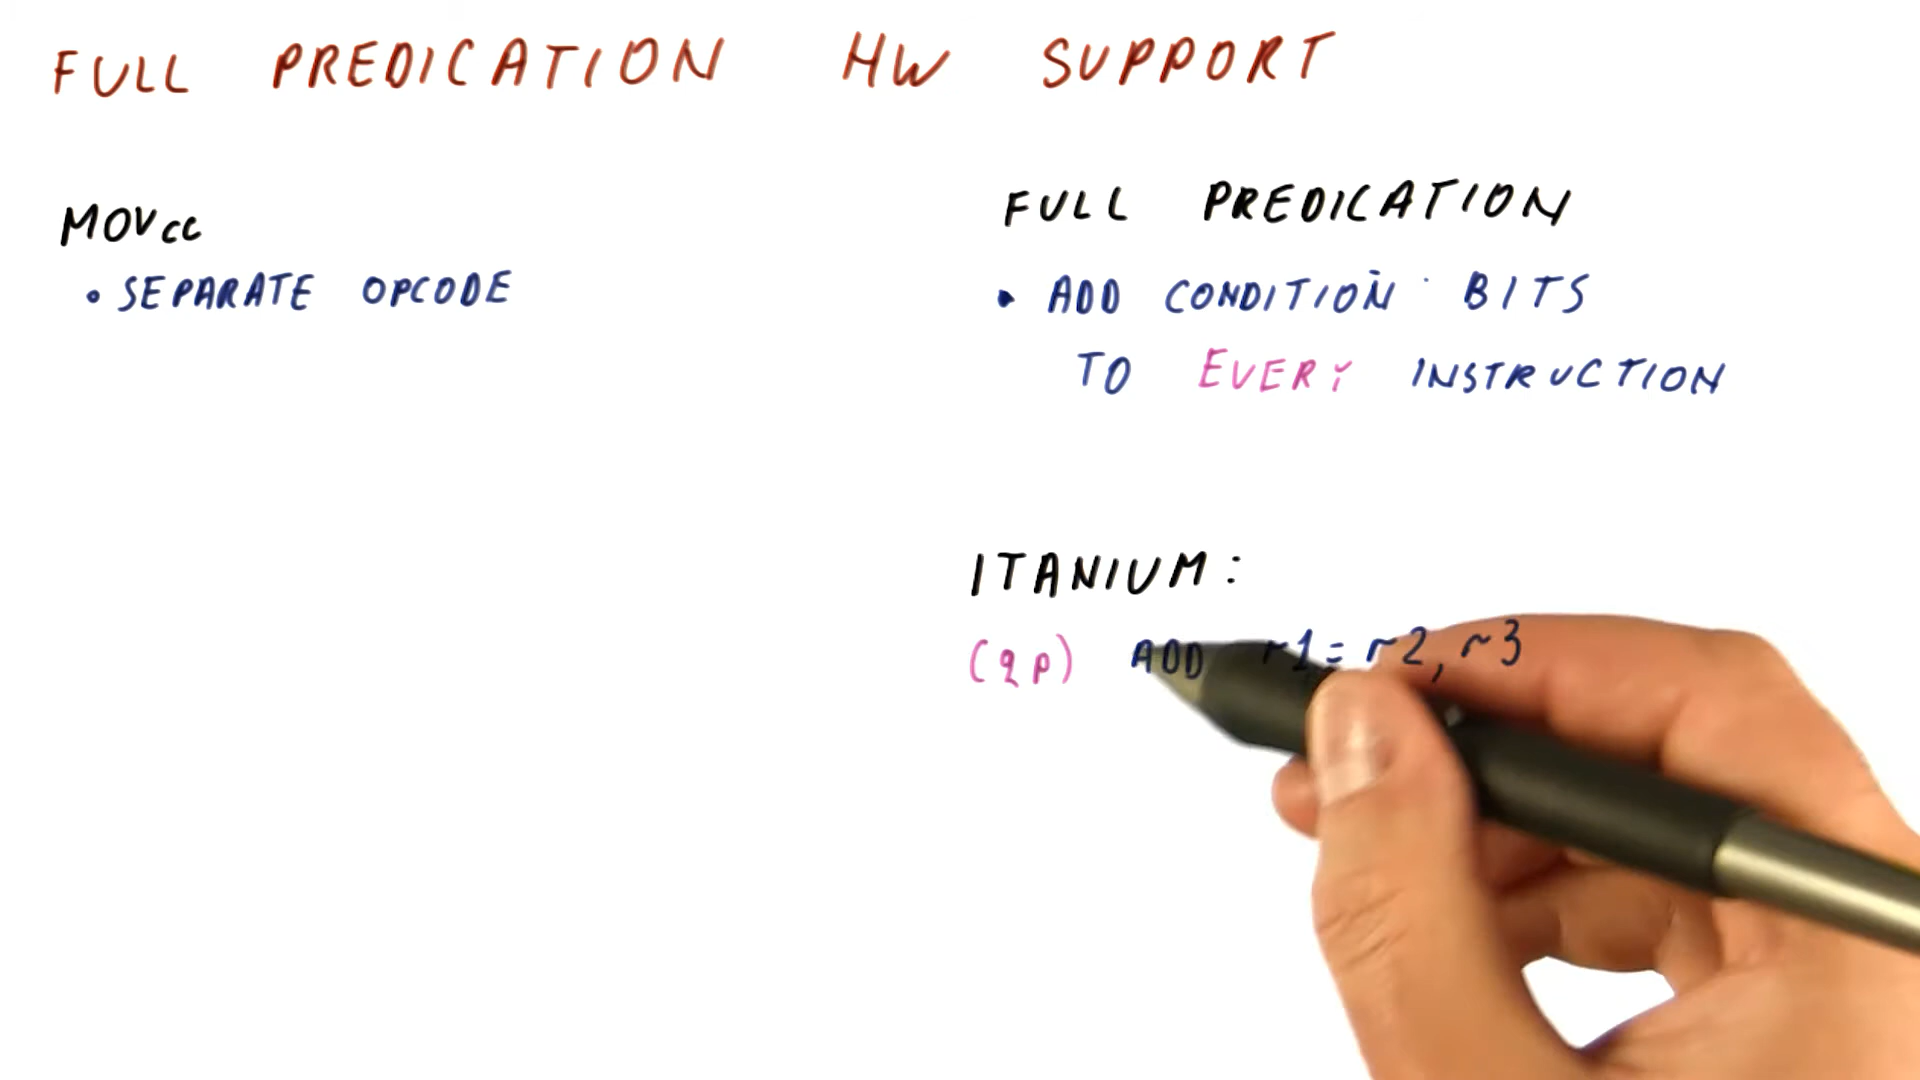 FULL PREDICATION HW SUPPORT
MOVcc
• SEPARATE OPCODE
FULL PREDICATION
• ADD CONDITION BITS
TO EVERY INSTRUCTION
ITANIUM:
(qp) ADD r1=r2,r3